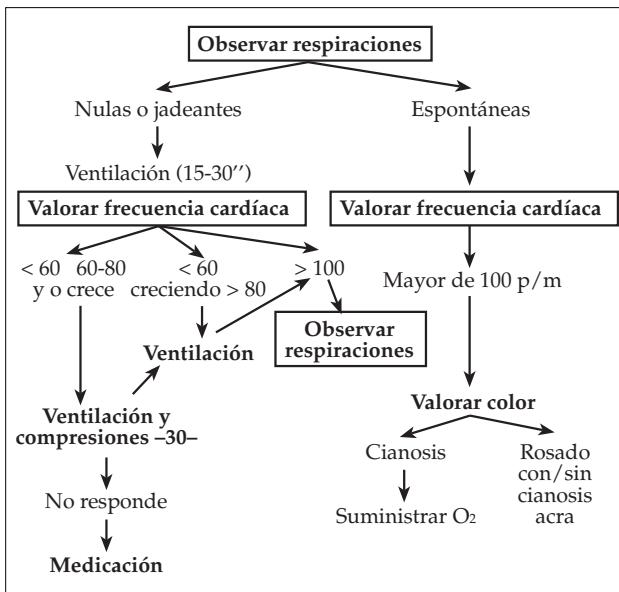 Observar respiraciones
Nulas o jadeantes
Espontáneas
Ventilación (15-30’’)
Valorar frecuencia cardíaca
Valorar frecuencia cardíaca
< 60 60-80
y o crece
< 60
creciendo > 80
> 100
Mayor de 100 p/m
Observar
respiraciones
Ventilación
Valorar color
Ventilación y
compresiones –30–
Cianosis
Rosado
con/sin
cianosis
acra
No responde
Suministrar O₂
Medicación